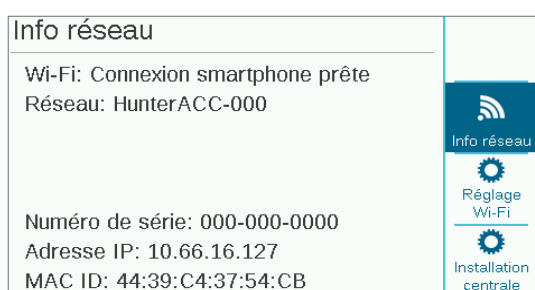 Info réseau
Wi-Fi: Connexion smartphone prête
Réseau: HunterACC-000
Numéro de série: 000-000-0000
Adresse IP: 10.66.16.127
MAC ID: 44:39:C4:37:54:CB
Info réseau
Réglage
Wi-Fi
Installation
centrale